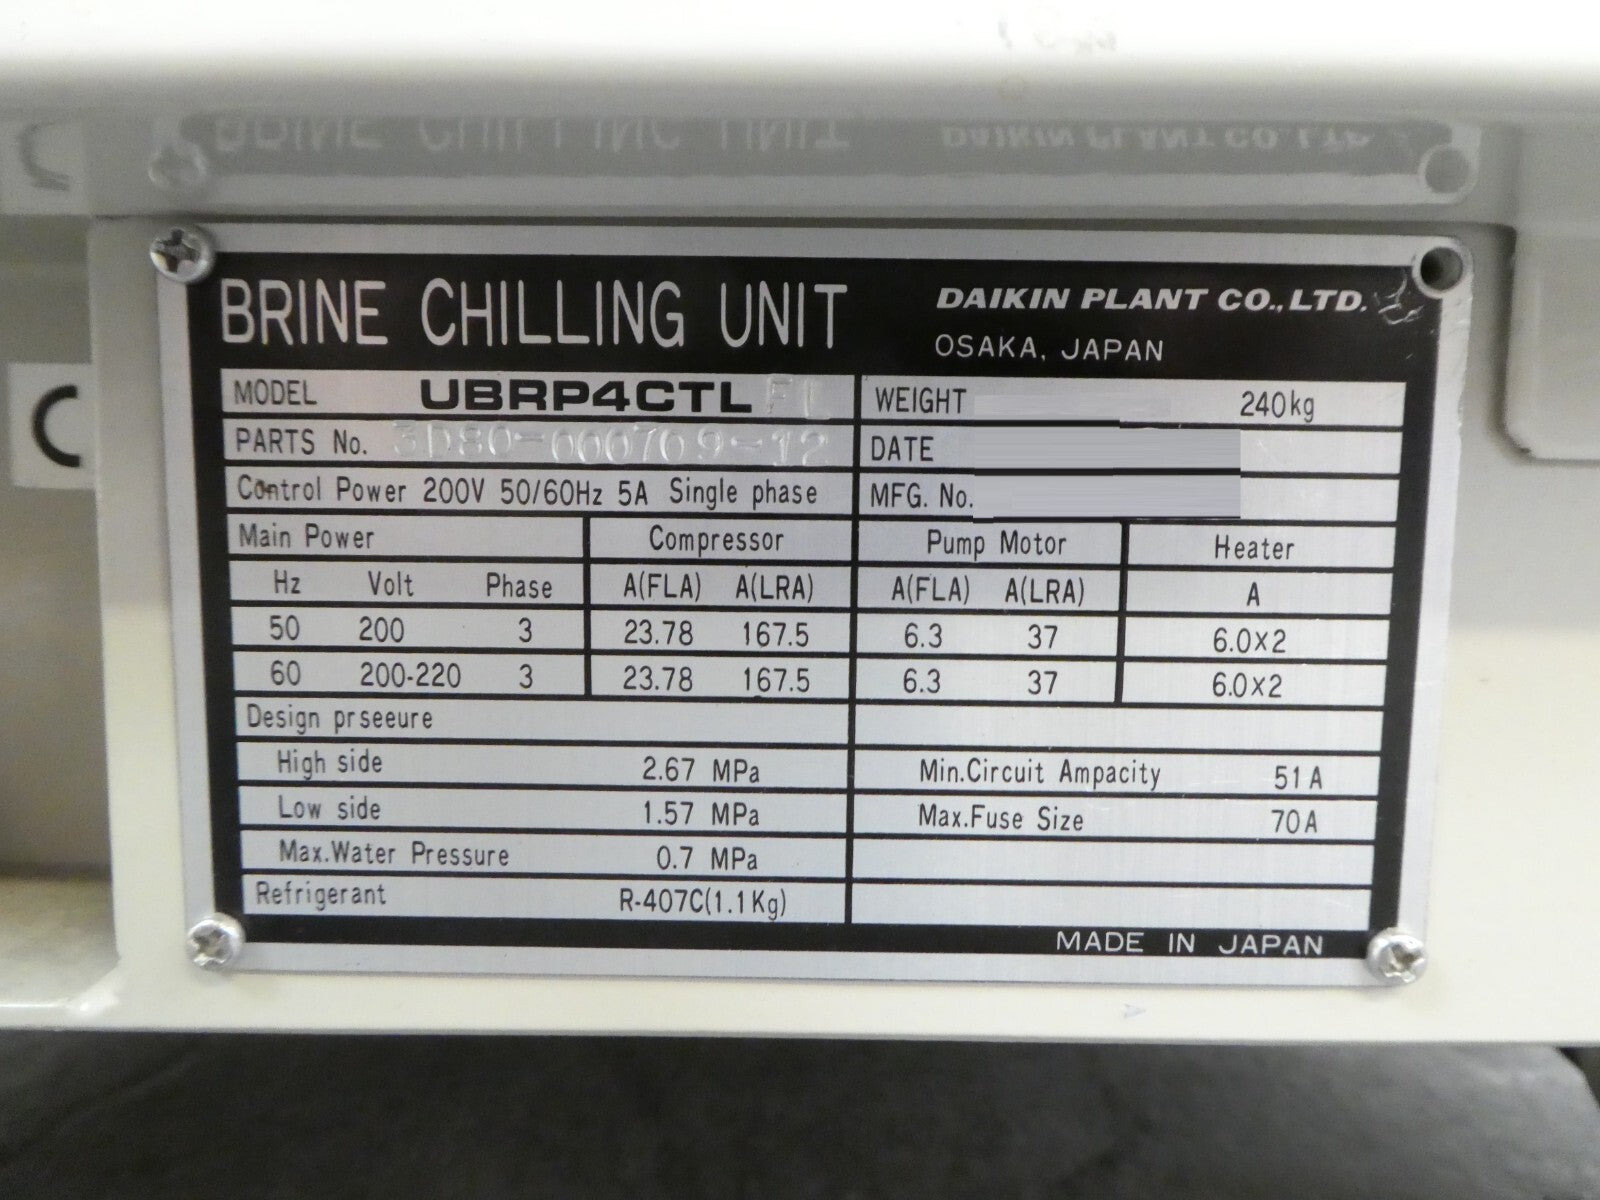 BRINE CHILLING UNIT
DAIKIN PLANT CO.,LTD.
OSAKA, JAPAN
MODEL UBRP4CTL FL
WEIGHT 240kg
PARTS No. 3D80-000709-12
DATE
Control Power 200V 50/60Hz 5A Single phase
MFG. No.
Main Power Compressor Pump Motor Heater
Hz Volt Phase A(FLA) A(LRA) A(FLA) A(LRA) A
50 200 3 23.78 167.5 6.3 37 6.0×2
60 200-220 3 23.78 167.5 6.3 37 6.0×2
Design prseeure
High side 2.67 MPa Min.Circuit Ampacity 51A
Low side 1.57 MPa Max.Fuse Size 70A
Max.Water Pressure 0.7 MPa
Refrigerant R-407C(1.1Kg)
MADE IN JAPAN